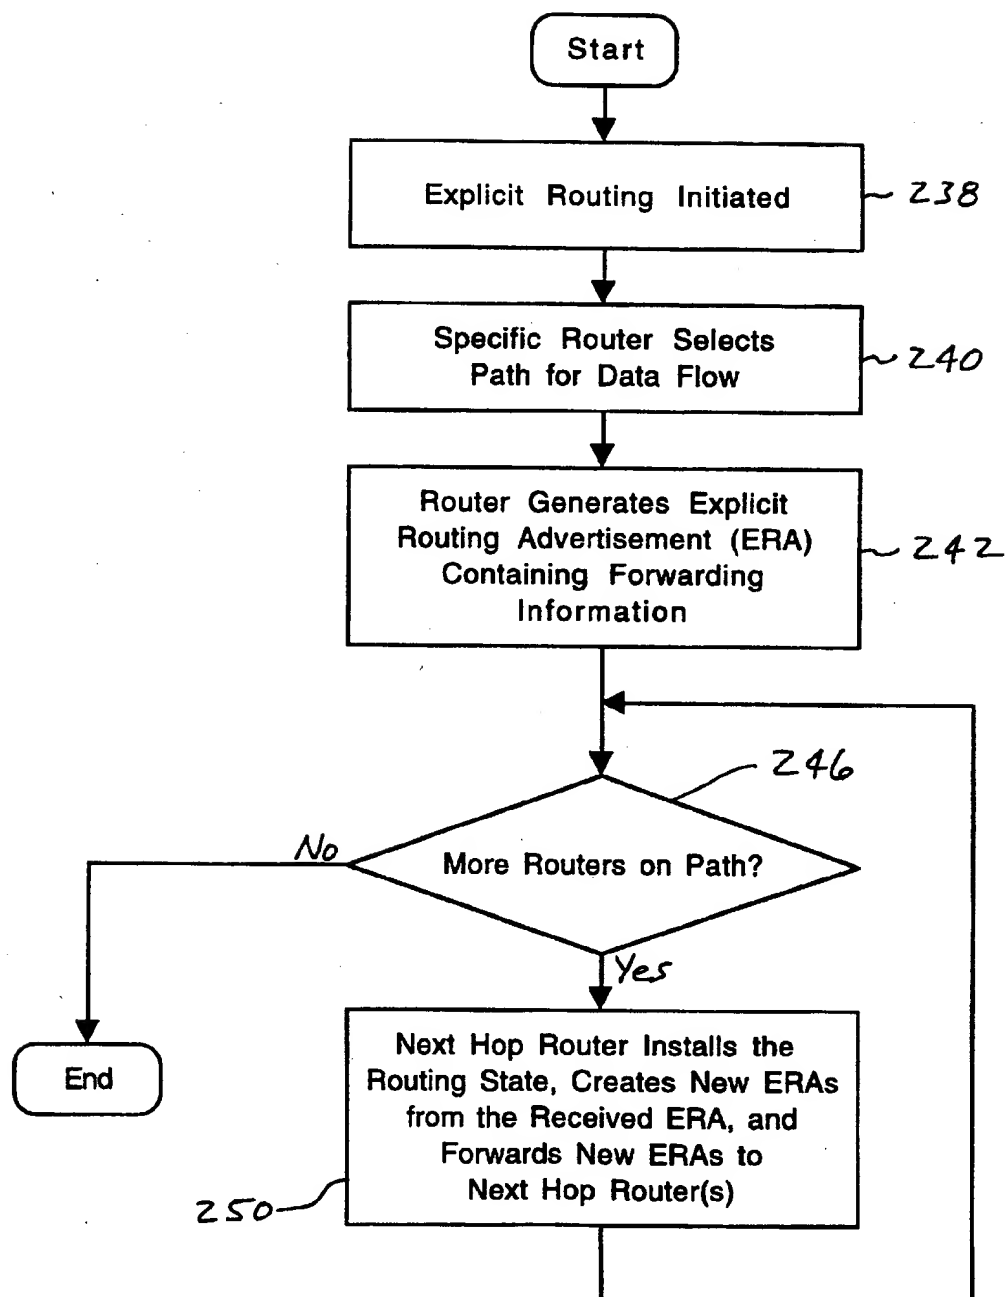 Start
Explicit Routing Initiated
238
Specific Router Selects
Path for Data Flow
240
Router Generates Explicit
Routing Advertisement (ERA)
Containing Forwarding
Information
242
246
No
More Routers on Path?
Yes
Next Hop Router Installs the
Routing State, Creates New ERAs
from the Received ERA, and
Forwards New ERAs to
Next Hop Router(s)
End
250